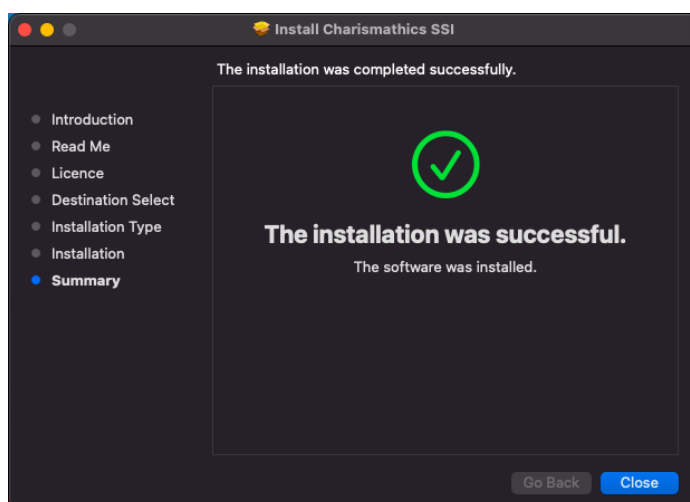 Install Charismathics SSI
The installation was completed successfully.
Introduction
Read Me
Licence
Destination Select
Installation Type
Installation
Summary
The installation was successful.
The software was installed.
Go Back
Close